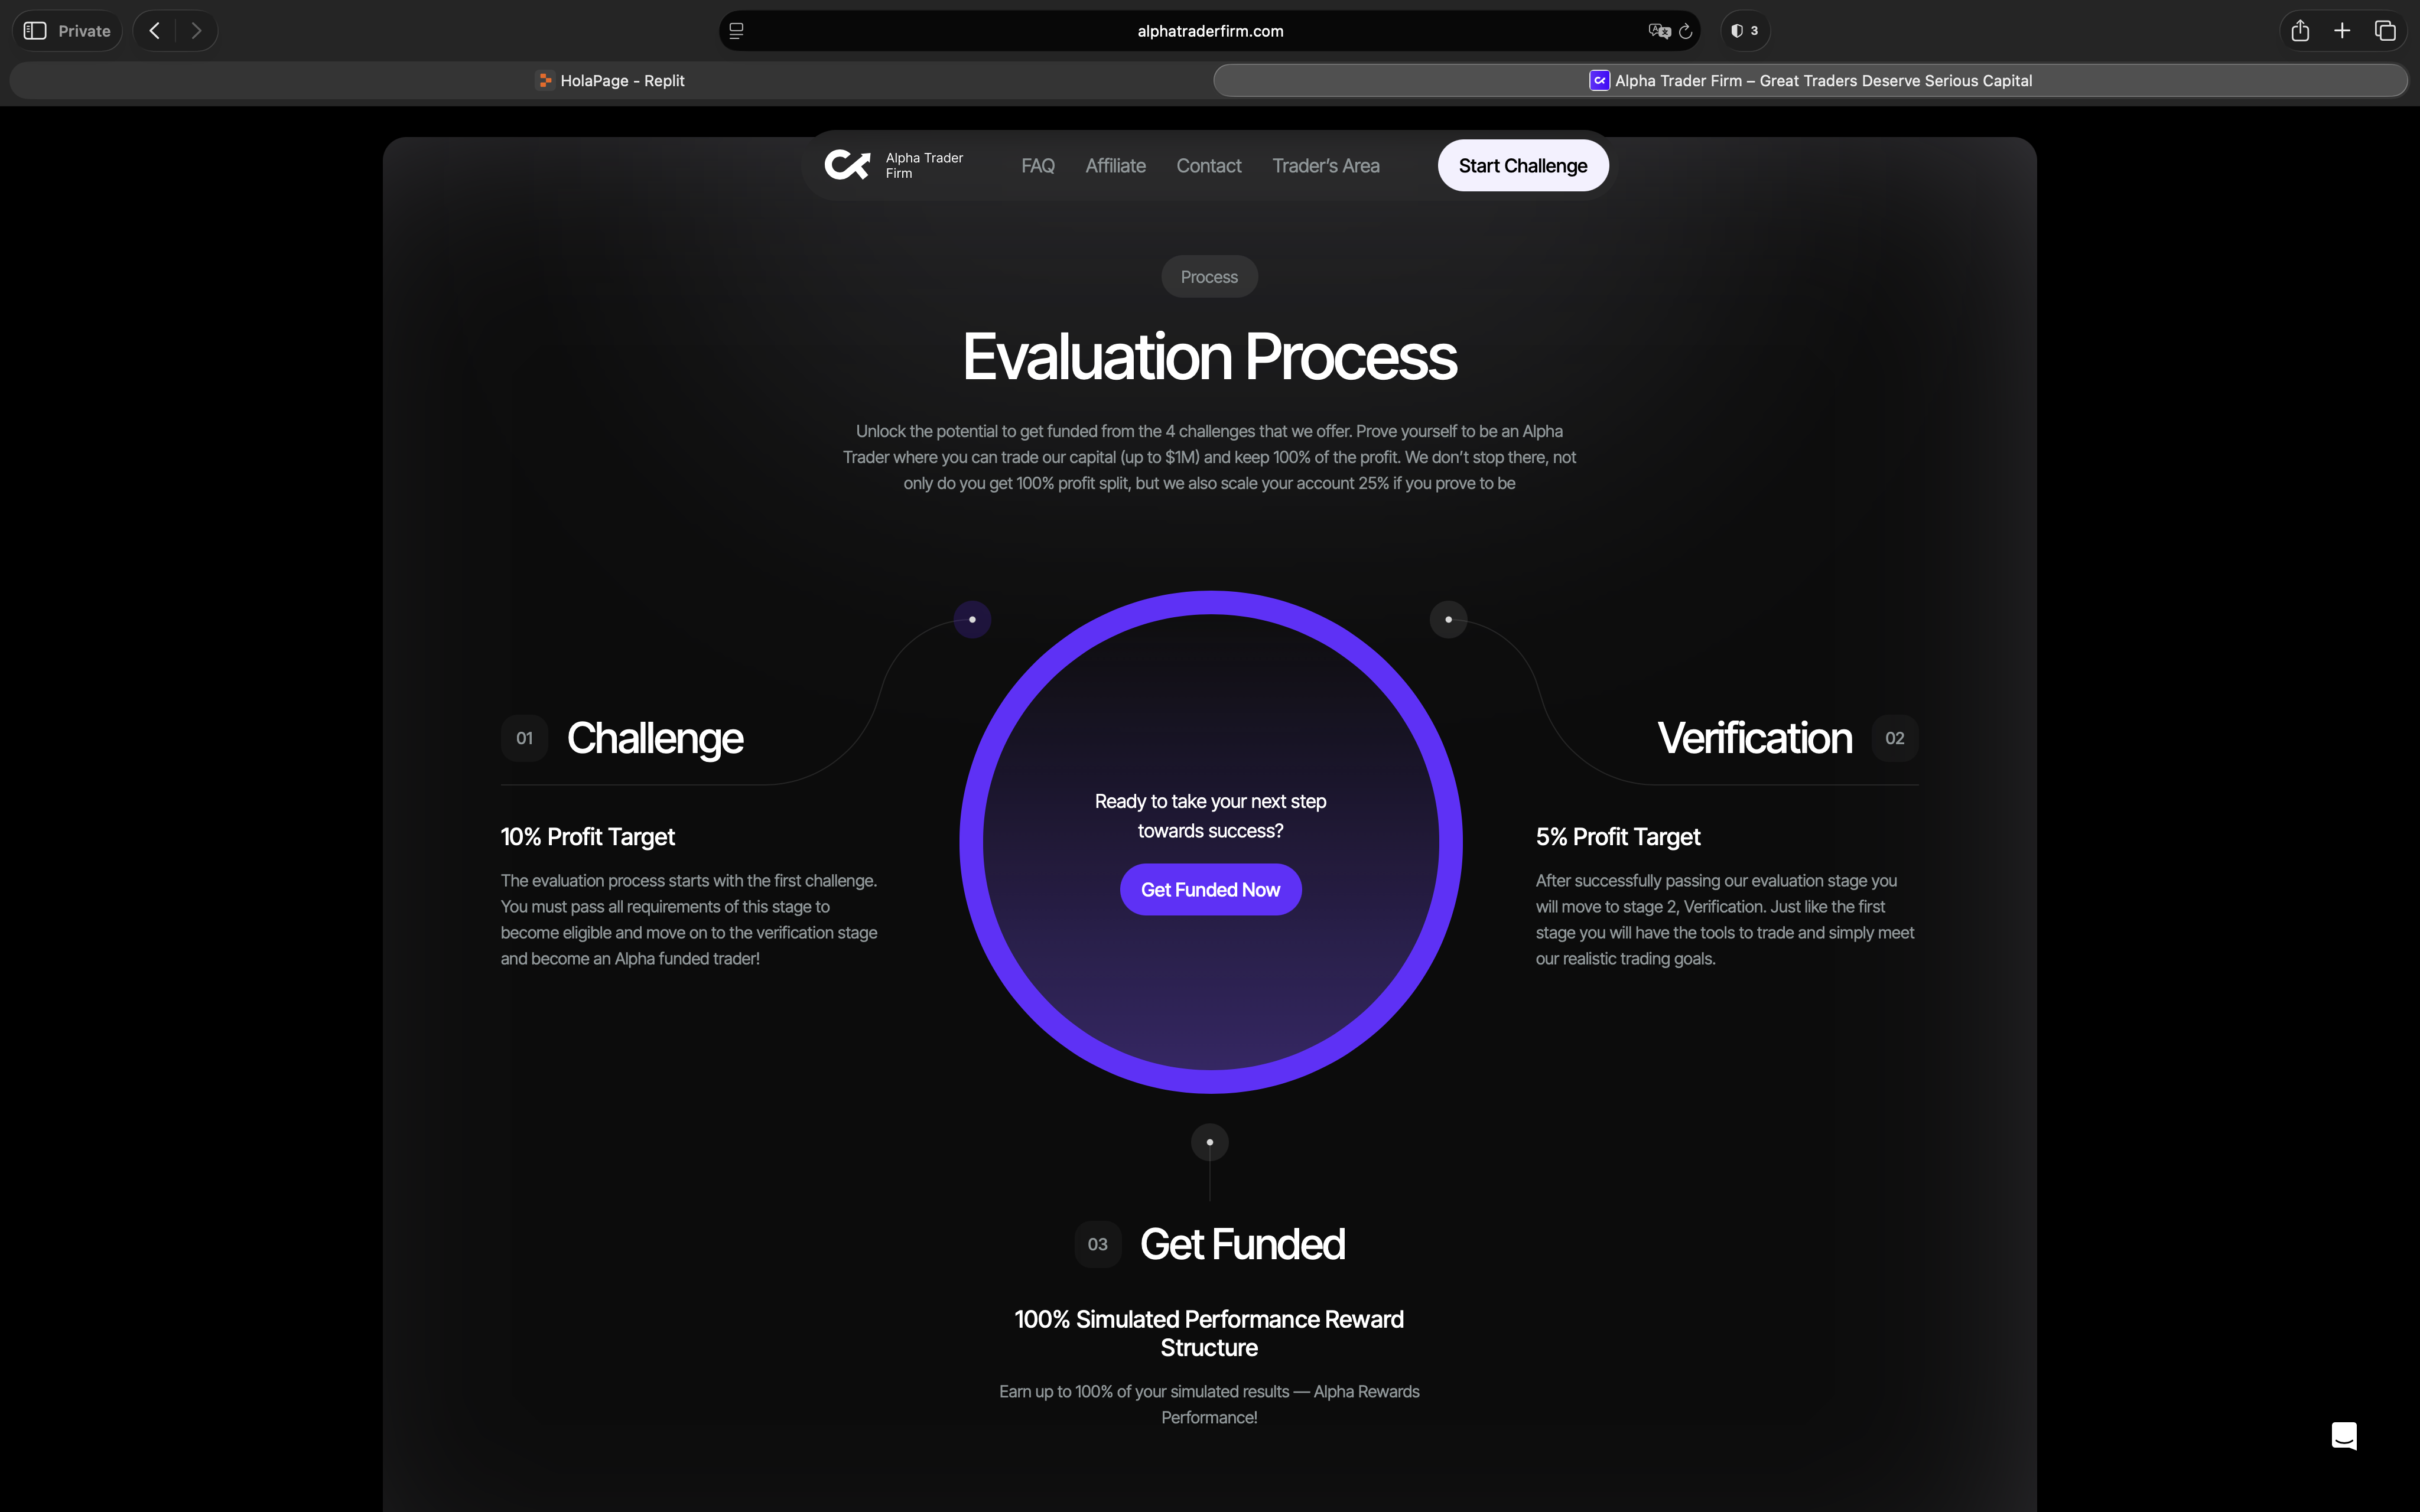 Private
alphatraderfirm.com
3
HolaPage - Replit
Alpha Trader Firm – Great Traders Deserve Serious Capital
Alpha Trader
Firm
FAQ
Affiliate
Contact
Trader’s Area
Start Challenge
Process
Evaluation Process
Unlock the potential to get funded from the 4 challenges that we offer. Prove yourself to be an Alpha
Trader where you can trade our capital (up to $1M) and keep 100% of the profit. We don’t stop there, not
only do you get 100% profit split, but we also scale your account 25% if you prove to be
01
Challenge
10% Profit Target
The evaluation process starts with the first challenge.
You must pass all requirements of this stage to
become eligible and move on to the verification stage
and become an Alpha funded trader!
Ready to take your next step
towards success?
Get Funded Now
Verification
02
5% Profit Target
After successfully passing our evaluation stage you
will move to stage 2, Verification. Just like the first
stage you will have the tools to trade and simply meet
our realistic trading goals.
03
Get Funded
100% Simulated Performance Reward
Structure
Earn up to 100% of your simulated results — Alpha Rewards
Performance!